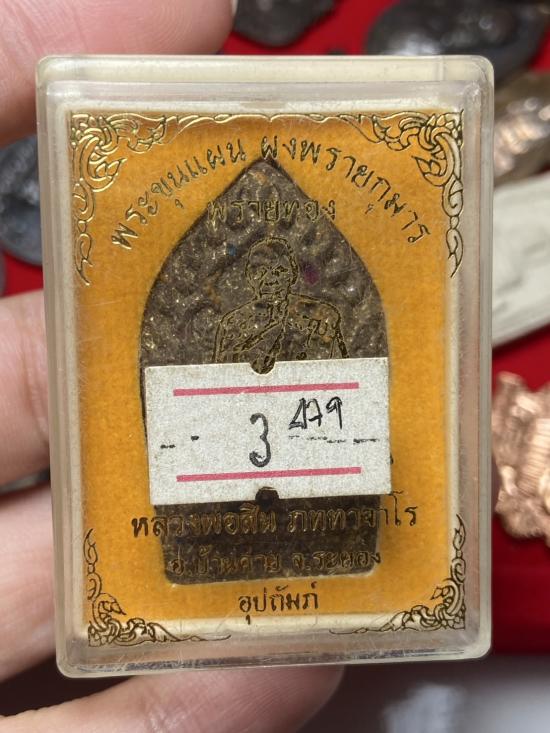 พระขุนแผน ผงพรายกุมาร
พรายทอง
3 479
หลวงพ่อสิน ภททาจาโร
อ.บ้านค่าย จ.ระยอง
อุปถัมภ์